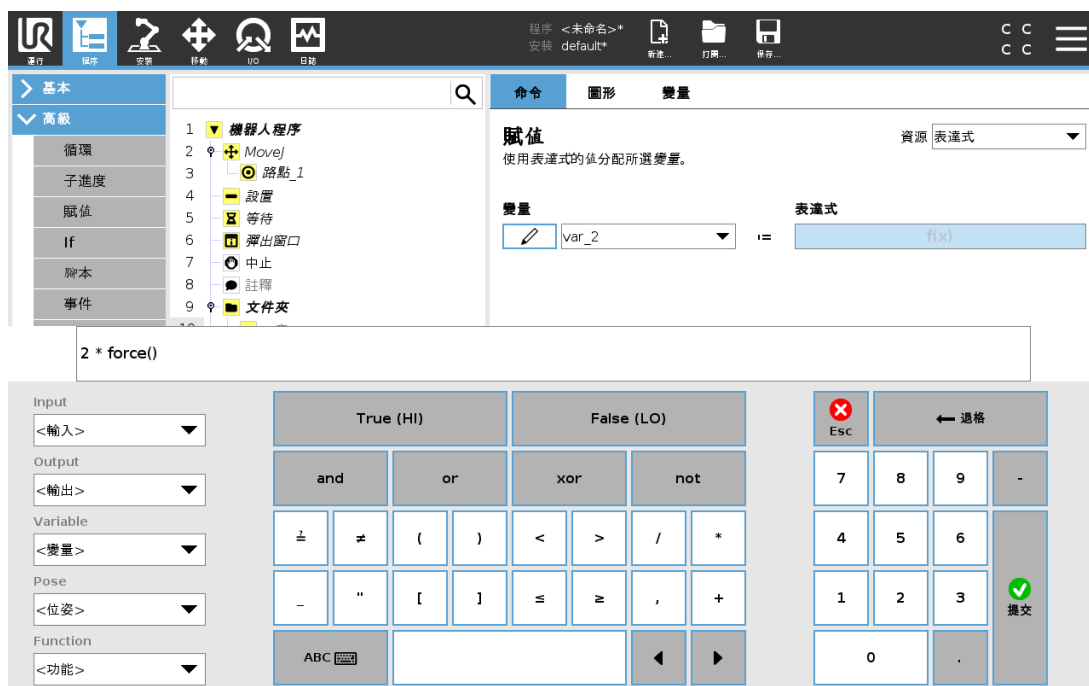 運行 程序 安裝 移動 I/O 日誌
程序 <未命名>*
安裝 default*
新建... 打開... 保存...
C C
C C
基本
高級
循環
子進度
賦值
If
腳本
事件
1 機器人程序
2 MoveJ
3 路點_1
4 設置
5 等待
6 彈出窗口
7 中止
8 註釋
9 文件夾
命令 圖形 變量
賦值
資源 表達式
使用表達式的值分配所選變量。
變量 表達式
var_2 := f(x)
2 * force()
Input
<輸入>
Output
<輸出>
Variable
<變量>
Pose
<位姿>
Function
<功能>
True (HI) False (LO)
and or xor not
≟ ≠ ( ) < > / *
_ " [ ] ≤ ≥ , +
ABC
Esc 退格
7 8 9 -
4 5 6
1 2 3 提交
0 .